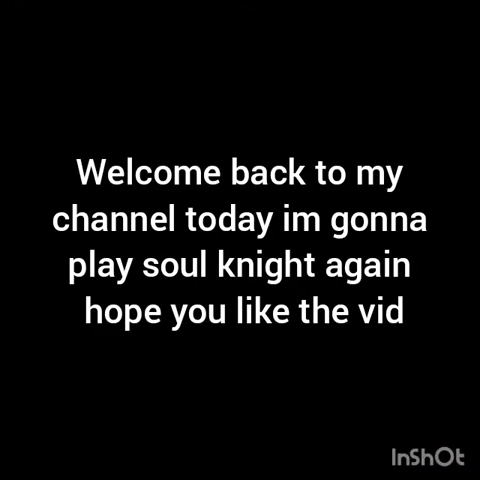 Welcome back to my
channel today im gonna
play soul knight again
hope you like the vid
InShOt